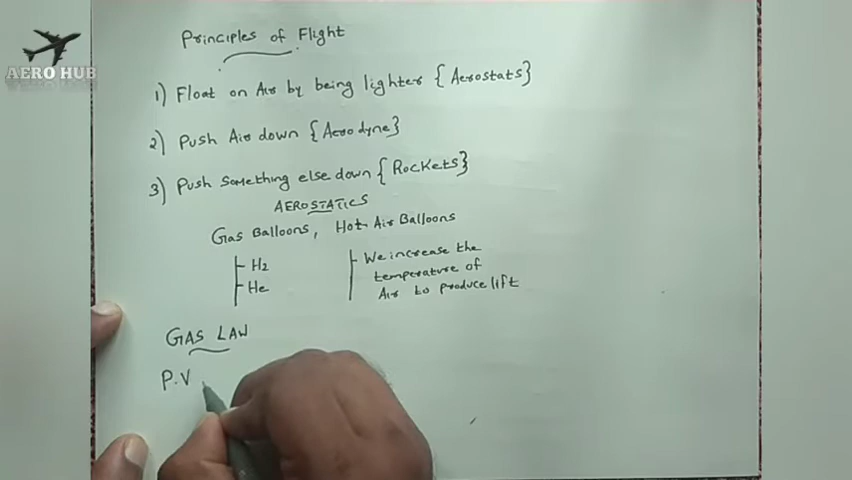 AERO HUB
Principles of Flight
1) Float on Air by being lighter {Aerostats}
2) Push Air down {Aerodyne}
3) Push Something else down {Rockets}
AEROSTATICS
Gas Balloons, Hot Air Balloons
H2
He
We increase the
temperature of
Air to produce lift
GAS LAW
P.V